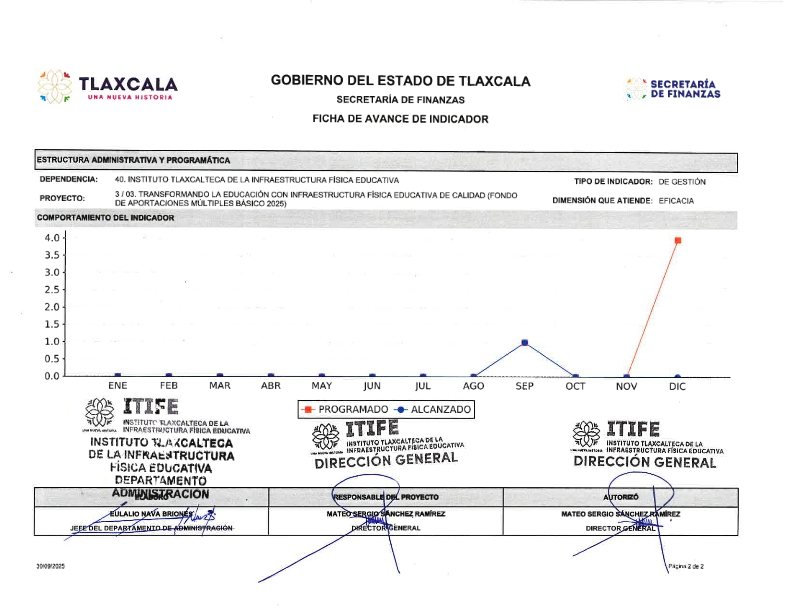 TLAXCALA
UNA NUEVA HISTORIA
GOBIERNO DEL ESTADO DE TLAXCALA
SECRETARÍA DE FINANZAS
FICHA DE AVANCE DE INDICADOR
SECRETARÍA
DE FINANZAS
ESTRUCTURA ADMINISTRATIVA Y PROGRAMÁTICA
DEPENDENCIA: 40. INSTITUTO TLAXCALTECA DE LA INFRAESTRUCTURA FÍSICA EDUCATIVA TIPO DE INDICADOR: DE GESTIÓN
PROYECTO: 3 / 03. TRANSFORMANDO LA EDUCACIÓN CON INFRAESTRUCTURA FÍSICA EDUCATIVA DE CALIDAD (FONDO
DE APORTACIONES MÚLTIPLES BÁSICO 2025) DIMENSIÓN QUE ATIENDE: EFICACIA
COMPORTAMIENTO DEL INDICADOR
4.0
3.5
3.0
2.5
2.0
1.5
1.0
0.5
0.0
ENE FEB MAR ABR MAY JUN JUL AGO SEP OCT NOV DIC
PROGRAMADO ALCANZADO
ITIFE
INSTITUTO TLAXCALTECA DE LA
INFRAESTRUCTURA FÍSICA EDUCATIVA
INSTITUTO TLAXCALTECA
DE LA INFRAESTRUCTURA
FÍSICA EDUCATIVA
DEPARTAMENTO
ADMINISTRACION
ITIFE
INSTITUTO TLAXCALTECA DE LA
INFRAESTRUCTURA FÍSICA EDUCATIVA
DIRECCIÓN GENERAL
ITIFE
INSTITUTO TLAXCALTECA DE LA
INFRAESTRUCTURA FÍSICA EDUCATIVA
DIRECCIÓN GENERAL
RESPONSABLE DEL PROYECTO
AUTORIZÓ
EULALIO NAVA BRIONES
JEFE DEL DEPARTAMENTO DE ADMINISTRACIÓN
MATEO SERGIO SÁNCHEZ RAMÍREZ
DIRECTOR GENERAL
MATEO SERGIO SÁNCHEZ RAMÍREZ
DIRECTOR GENERAL
30/09/2025
Página 2 de 2